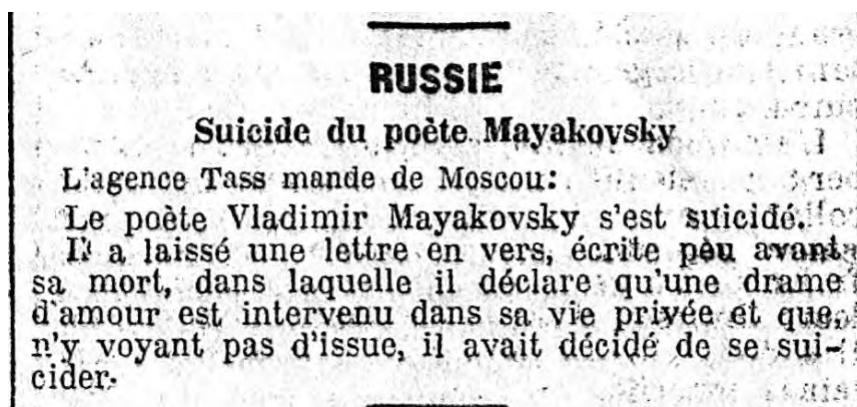 RUSSIE
Suicide du poète Mayakovsky
L'agence Tass mande de Moscou:
Le poète Vladimir Mayakovsky s'est suicidé.
Il a laissé une lettre en vers, écrite peu avant
sa mort, dans laquelle il déclare qu'une drame
d'amour est intervenu dans sa vie privée et que,
n'y voyant pas d'issue, il avait décidé de se sui-
cider.